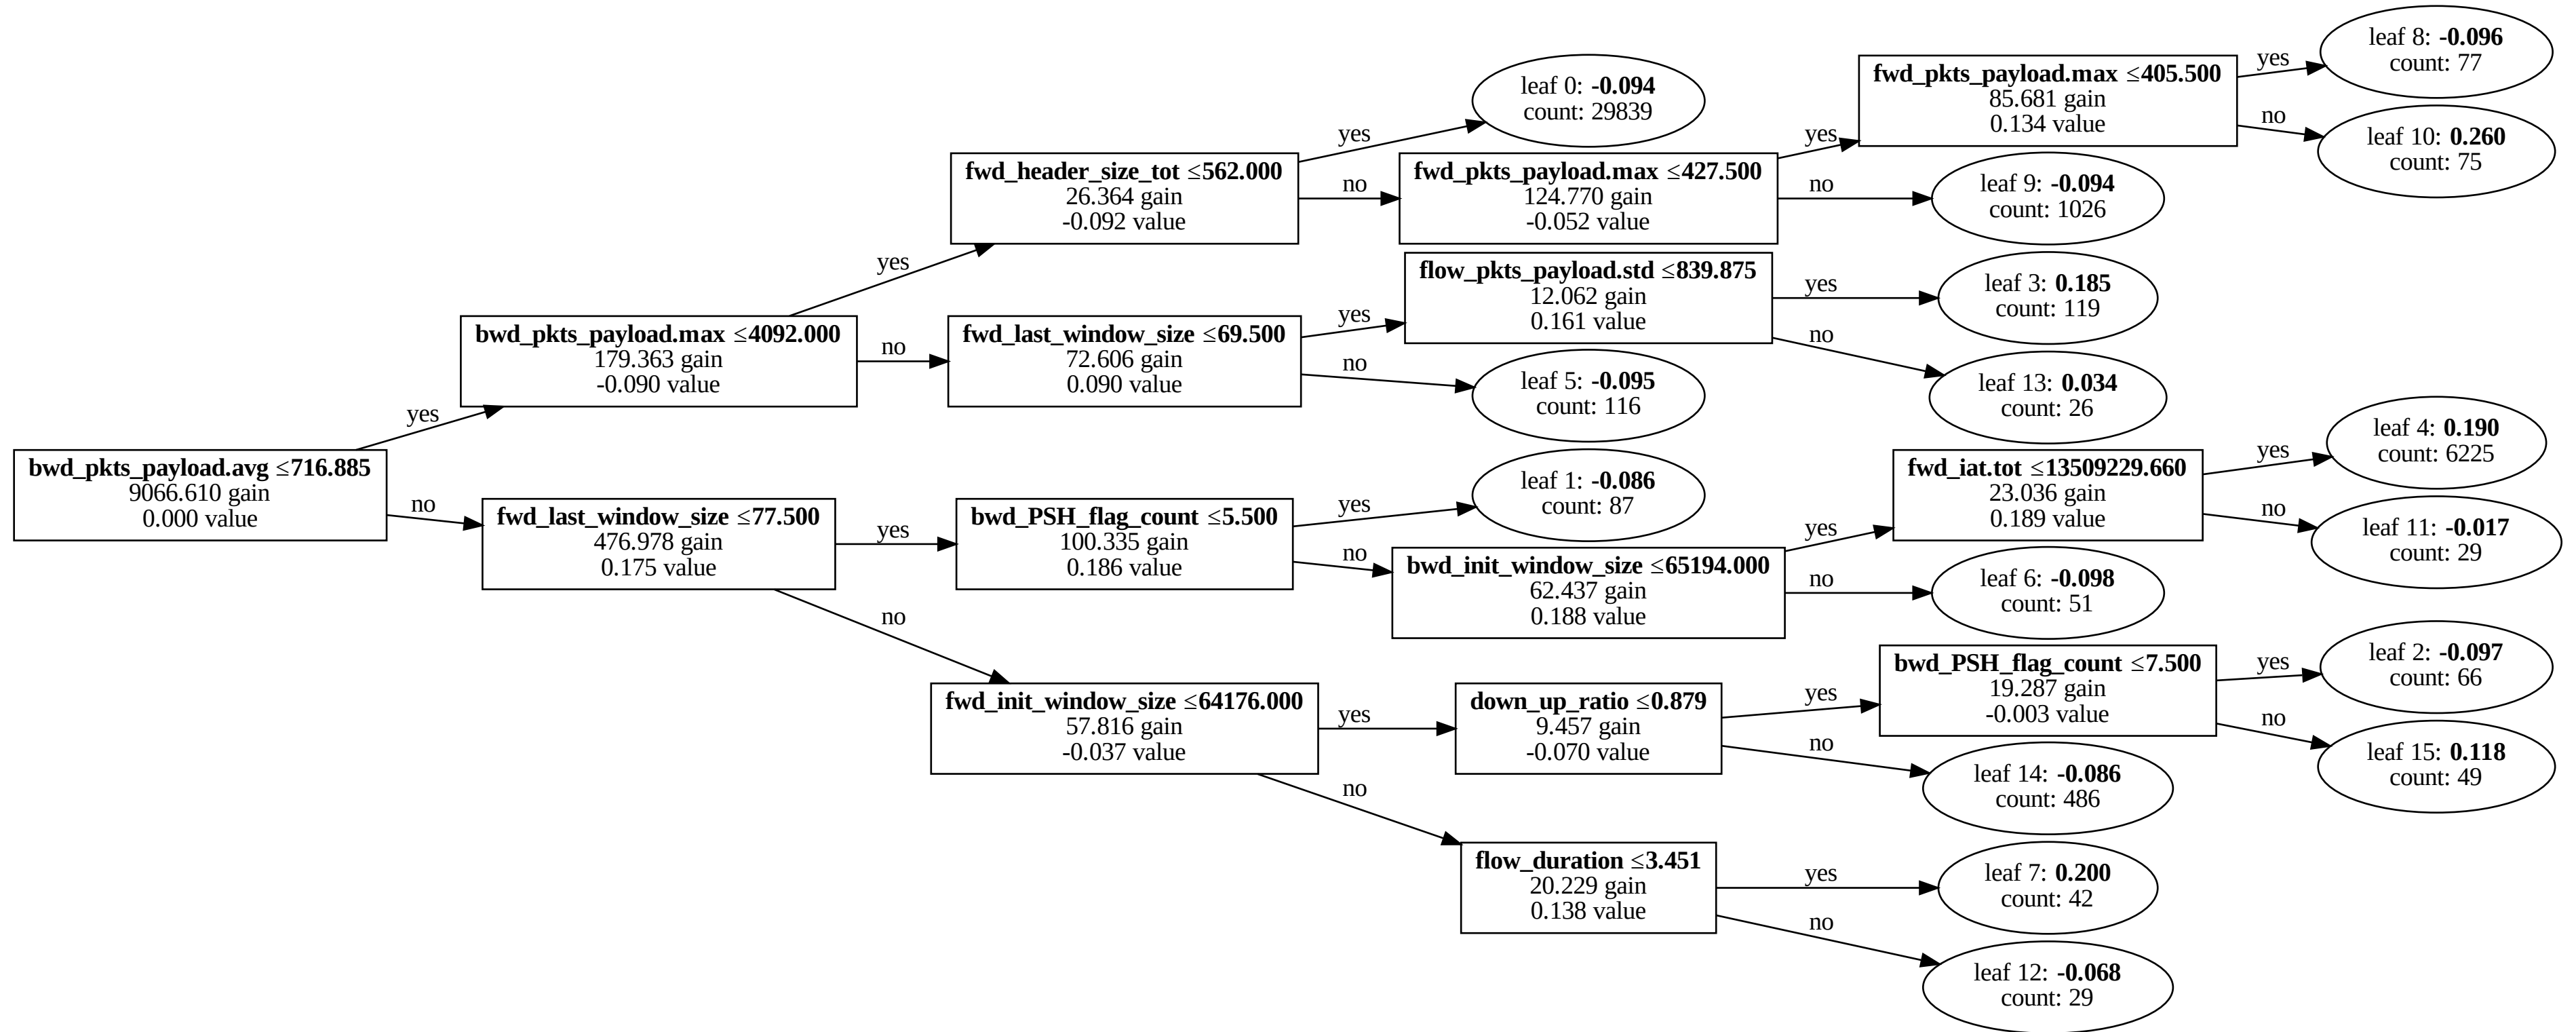 bwd_pkts_payload.avg ≤716.885
9066.610 gain
0.000 value
yes
no
bwd_pkts_payload.max ≤4092.000
179.363 gain
-0.090 value
yes
no
fwd_last_window_size ≤77.500
476.978 gain
0.175 value
yes
no
fwd_header_size_tot ≤562.000
26.364 gain
-0.092 value
yes
no
fwd_last_window_size ≤69.500
72.606 gain
0.090 value
yes
no
bwd_PSH_flag_count ≤5.500
100.335 gain
0.186 value
yes
no
fwd_init_window_size ≤64176.000
57.816 gain
-0.037 value
yes
no
leaf 0: -0.094
count: 29839
fwd_pkts_payload.max ≤427.500
124.770 gain
-0.052 value
yes
no
flow_pkts_payload.std ≤839.875
12.062 gain
0.161 value
yes
no
leaf 5: -0.095
count: 116
leaf 1: -0.086
count: 87
bwd_init_window_size ≤65194.000
62.437 gain
0.188 value
yes
no
down_up_ratio ≤0.879
9.457 gain
-0.070 value
yes
no
flow_duration ≤3.451
20.229 gain
0.138 value
yes
no
fwd_pkts_payload.max ≤405.500
85.681 gain
0.134 value
yes
no
leaf 9: -0.094
count: 1026
leaf 3: 0.185
count: 119
leaf 13: 0.034
count: 26
fwd_iat.tot ≤13509229.660
23.036 gain
0.189 value
yes
no
leaf 6: -0.098
count: 51
bwd_PSH_flag_count ≤7.500
19.287 gain
-0.003 value
yes
no
leaf 14: -0.086
count: 486
leaf 7: 0.200
count: 42
leaf 12: -0.068
count: 29
leaf 8: -0.096
count: 77
leaf 10: 0.260
count: 75
leaf 4: 0.190
count: 6225
leaf 11: -0.017
count: 29
leaf 2: -0.097
count: 66
leaf 15: 0.118
count: 49